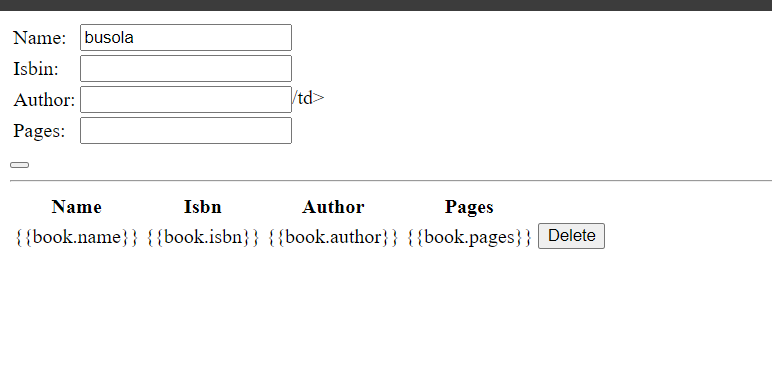 Name: busola
Isbin:
Author: /td>
Pages:
Name Isbn Author Pages
{{book.name}} {{book.isbn}} {{book.author}} {{book.pages}} Delete